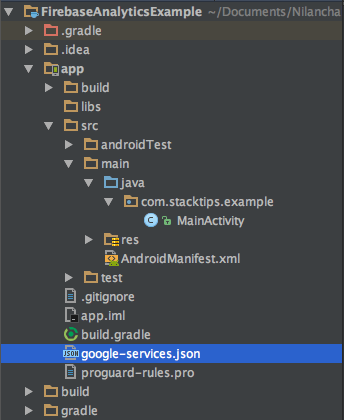 FirebaseAnalyticsExample ~/Documents/Nilancha
.gradle
.idea
app
build
libs
src
androidTest
main
java
com.stacktips.example
C MainActivity
res
AndroidManifest.xml
test
.gitignore
app.iml
build.gradle
JSON google-services.json
proguard-rules.pro
build
gradle